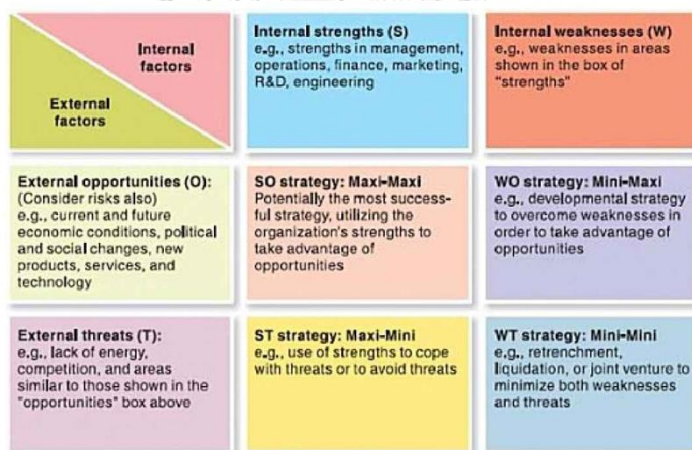 Internal
factors
External
factors
Internal strengths (S)
e.g., strengths in management,
operations, finance, marketing,
R&D, engineering
Internal weaknesses (W)
e.g., weaknesses in areas
shown in the box of
"strengths"
External opportunities (O):
(Consider risks also)
e.g., current and future
economic conditions, political
and social changes, new
products, services, and
technology
SO strategy: Maxi-Maxi
Potentially the most success-
ful strategy, utilizing the
organization's strengths to
take advantage of
opportunities
WO strategy: Mini-Maxi
e.g., developmental strategy
to overcome weaknesses in
order to take advantage of
opportunities
External threats (T):
e.g., lack of energy,
competition, and areas
similar to those shown in the
"opportunities" box above
ST strategy: Maxi-Mini
e.g., use of strengths to cope
with threats or to avoid threats
WT strategy: Mini-Mini
e.g., retrenchment,
liquidation, or joint venture to
minimize both weaknesses
and threats